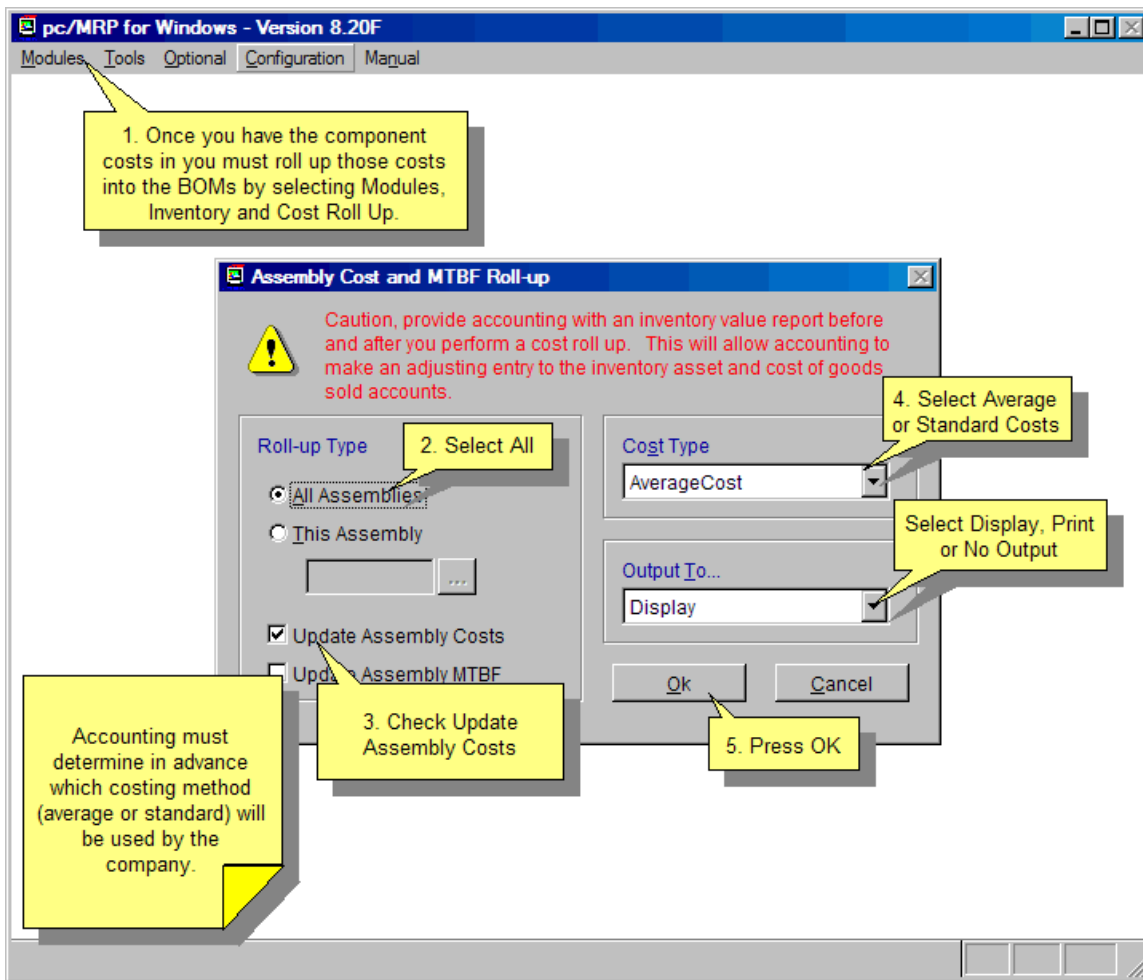 pc/MRP for Windows - Version 8.20F
Modules Tools Optional Configuration Manual
1. Once you have the component
costs in you must roll up those costs
into the BOMs by selecting Modules,
Inventory and Cost Roll Up.
Assembly Cost and MTBF Roll-up
Caution, provide accounting with an inventory value report before
and after you perform a cost roll up. This will allow accounting to
make an adjusting entry to the inventory asset and cost of goods
sold accounts.
Roll-up Type
2. Select All
All Assemblies
This Assembly
...
Update Assembly Costs
Update Assembly MTBF
3. Check Update
Assembly Costs
4. Select Average
or Standard Costs
Cost Type
AverageCost
Select Display, Print
or No Output
Output To...
Display
Ok
Cancel
5. Press OK
Accounting must
determine in advance
which costing method
(average or standard) will
be used by the
company.